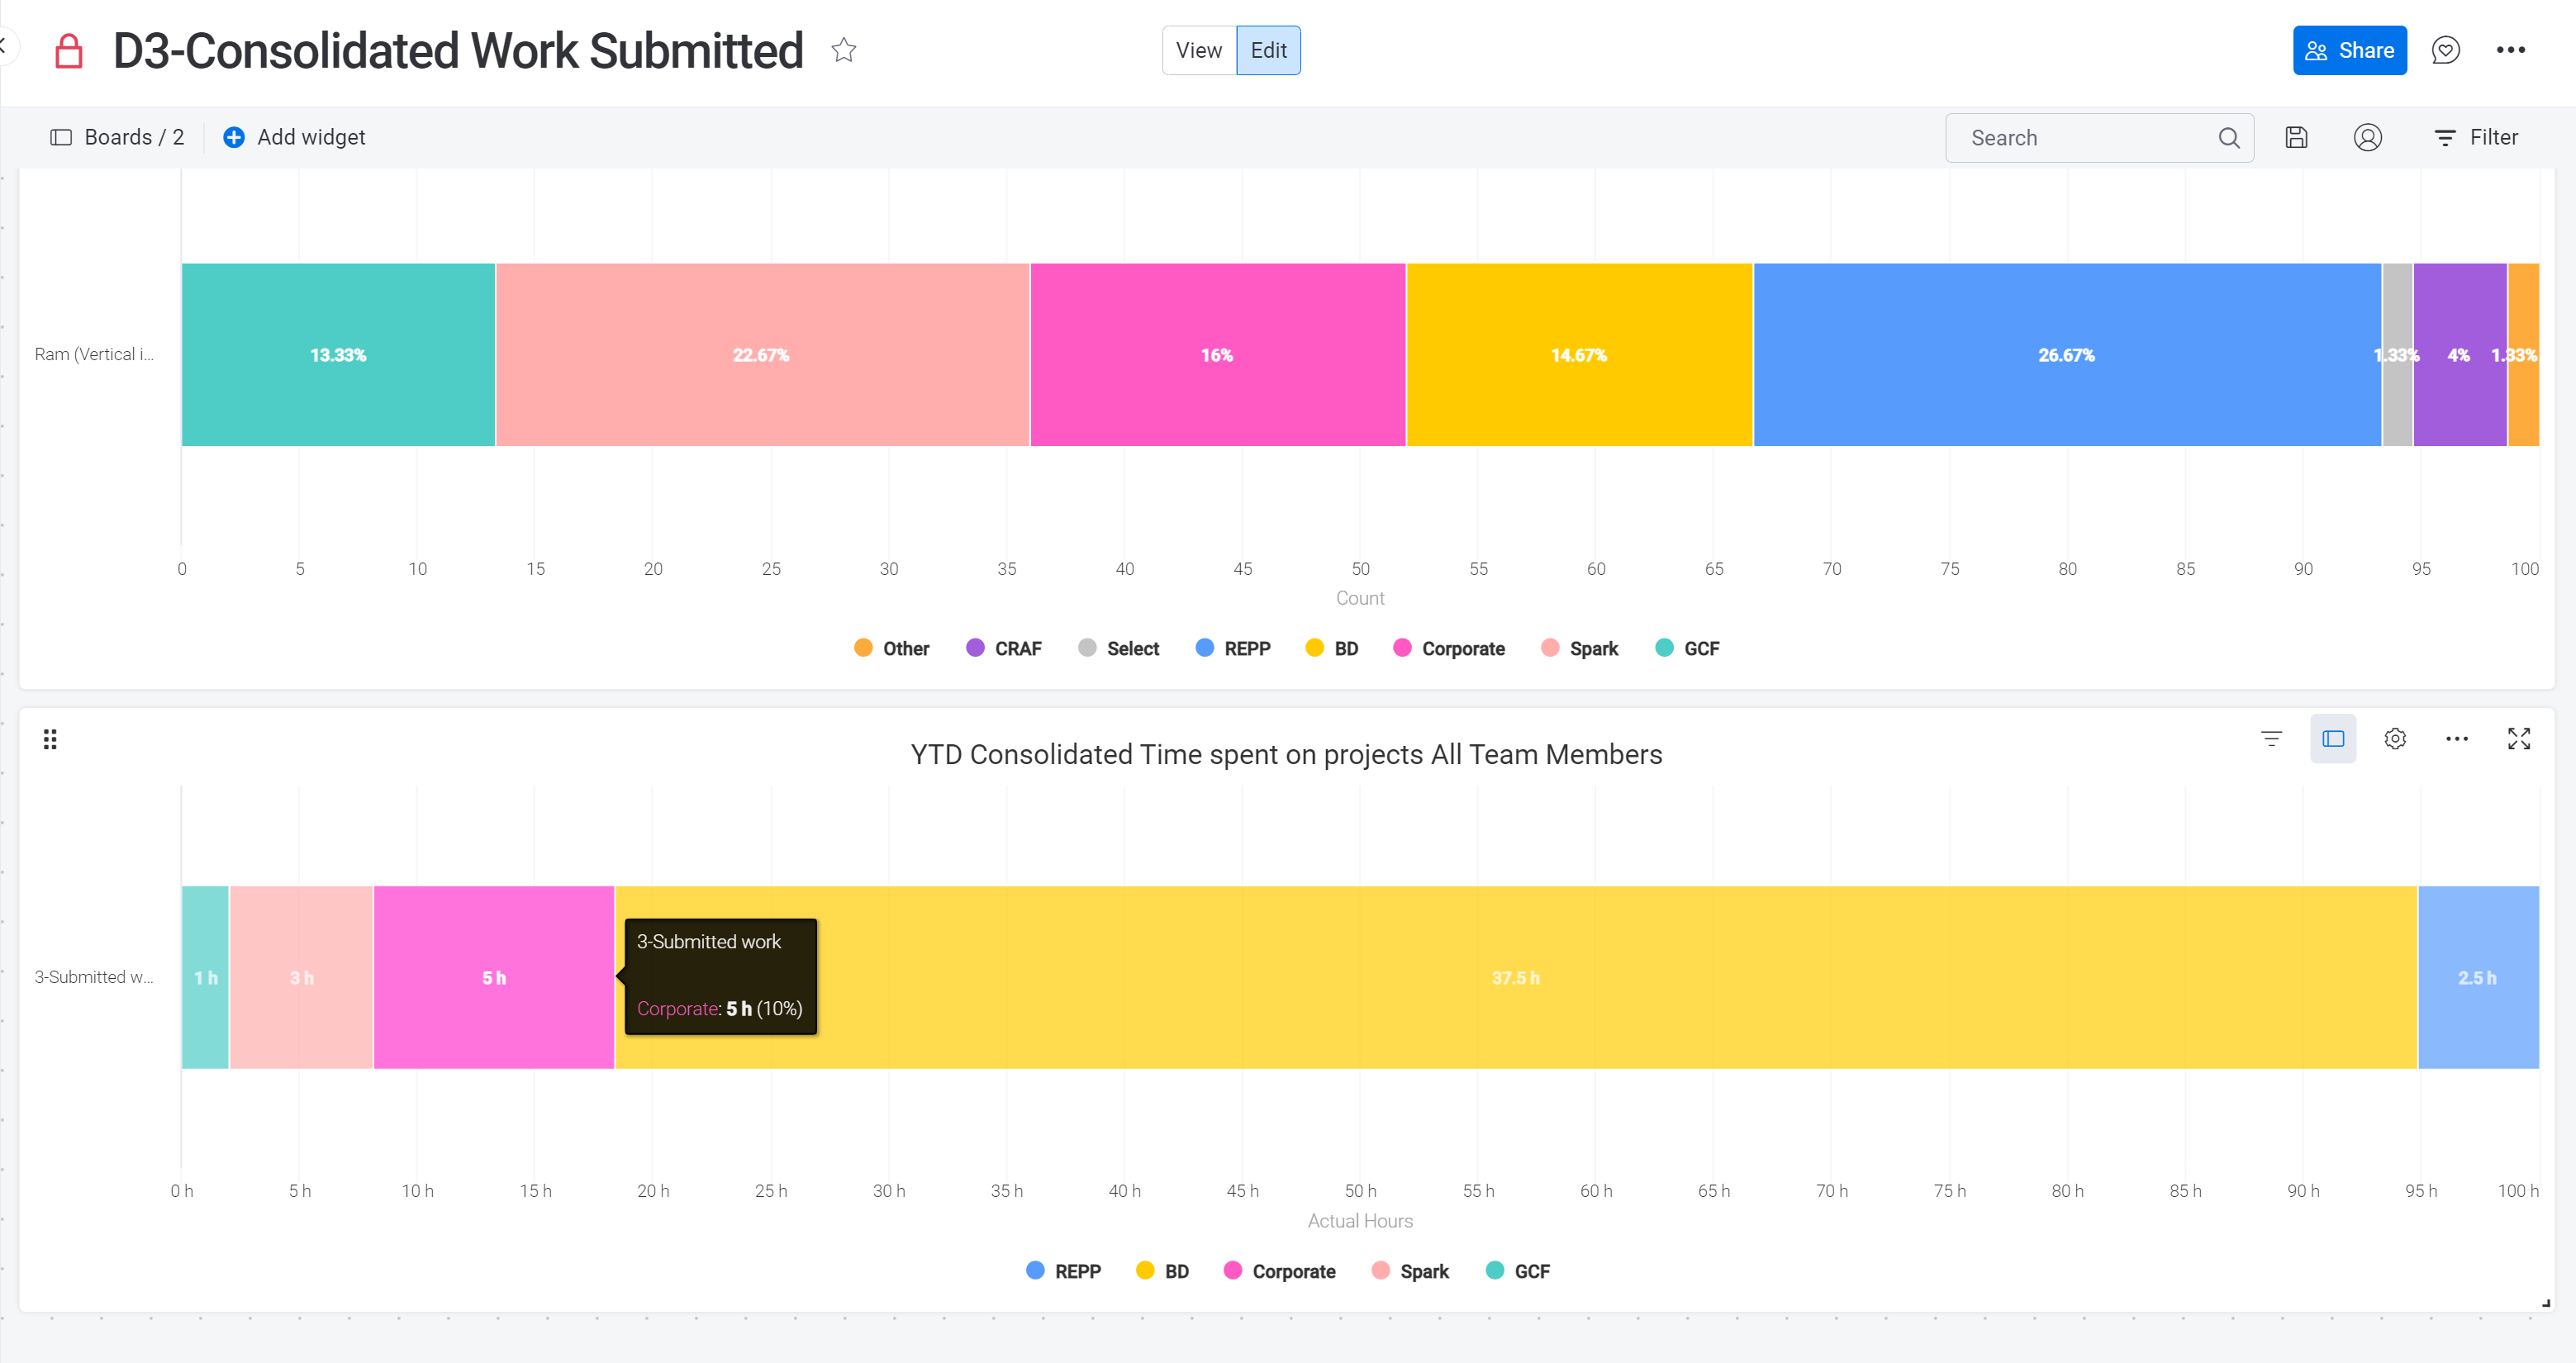 D3-Consolidated Work Submitted
View
Edit
Share
Boards / 2
Add widget
Search
Filter
Ram (Vertical i...
13.33%
22.67%
16%
14.67%
26.67%
1.33%
4%
1.33%
0 5 10 15 20 25 30 35 40 45 50 55 60 65 70 75 80 85 90 95 100
Count
Other CRAF Select REPP BD Corporate Spark GCF
YTD Consolidated Time spent on projects All Team Members
3-Submitted w...
1 h
3 h
5 h
3-Submitted work
Corporate: 5 h (10%)
37.5 h
2.5 h
0 h 5 h 10 h 15 h 20 h 25 h 30 h 35 h 40 h 45 h 50 h 55 h 60 h 65 h 70 h 75 h 80 h 85 h 90 h 95 h 100 h
Actual Hours
REPP BD Corporate Spark GCF